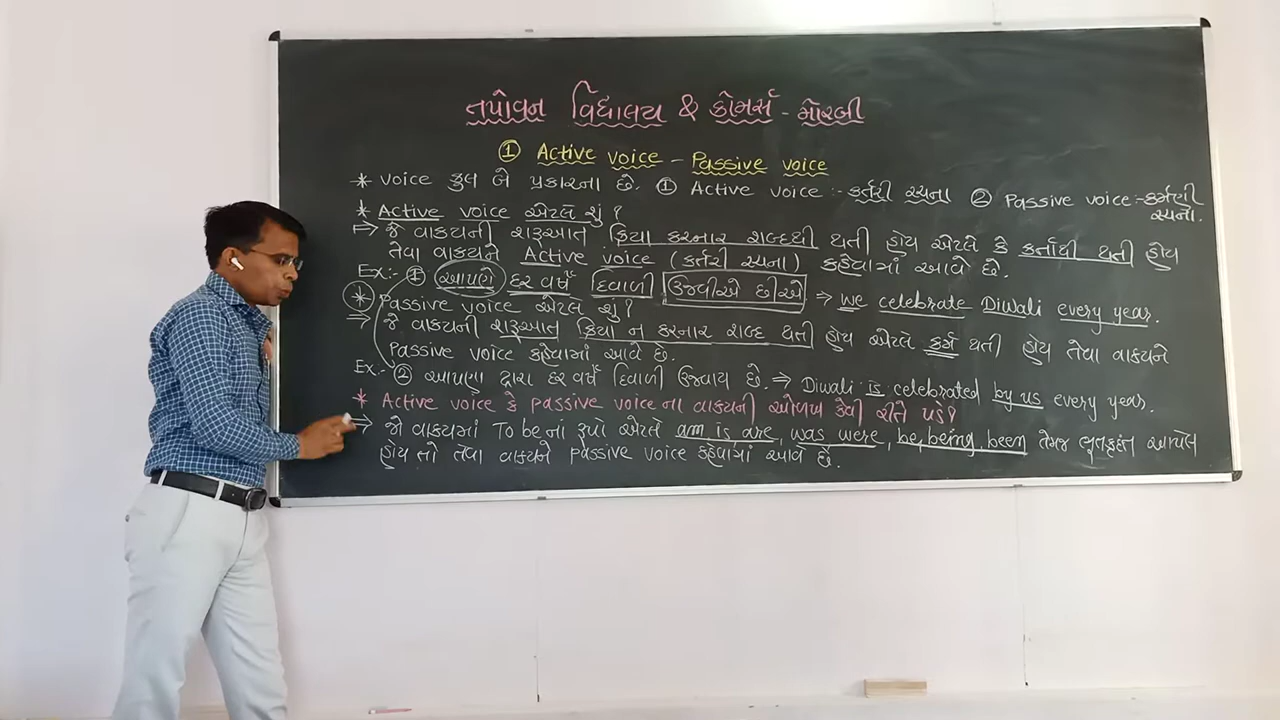 તપોવન વિદ્યાલય & કોમર્સ - મોરબી
① Active voice - Passive voice
* voice કુલ બે પ્રકારના છે. ① Active voice :- કર્તરી રચના ② Passive voice :- કર્મણી રચના.
* Active voice એટલે શું?
⇒ જે વાક્યની શરૂઆત ક્રિયા કરનાર શબ્દથી થતી હોય એટલે કે કર્તાથી થતી હોય
તેવા વાક્યને Active voice (કર્તરી રચના) કહેવામાં આવે છે.
Ex:- ① આપણે દર વર્ષે દિવાળી ઉજવીએ છીએ ⇒ we celebrate Diwali every year.
* Passive voice એટલે શું?
⇒ જે વાક્યની શરૂઆત ક્રિયા ન કરનાર શબ્દ થતી હોય એટલે કર્મ થતી હોય તેવા વાક્યને
Passive voice કહેવામાં આવે છે.
Ex:- ② આપણા દ્વારા દર વર્ષે દિવાળી ઉજવાય છે. ⇒ Diwali is celebrated by us every year.
* Active voice કે passive voice ના વાક્યની ઓળખ કેવી રીતે પડે?
⇒ જો વાક્યમાં To be નાં રૂપો એટલે am is are, was were, be, being, been તેમજ ભૂતકૃદંત આપેલ
હોય તો તેવા વાક્યને passive voice કહેવામાં આવે છે.